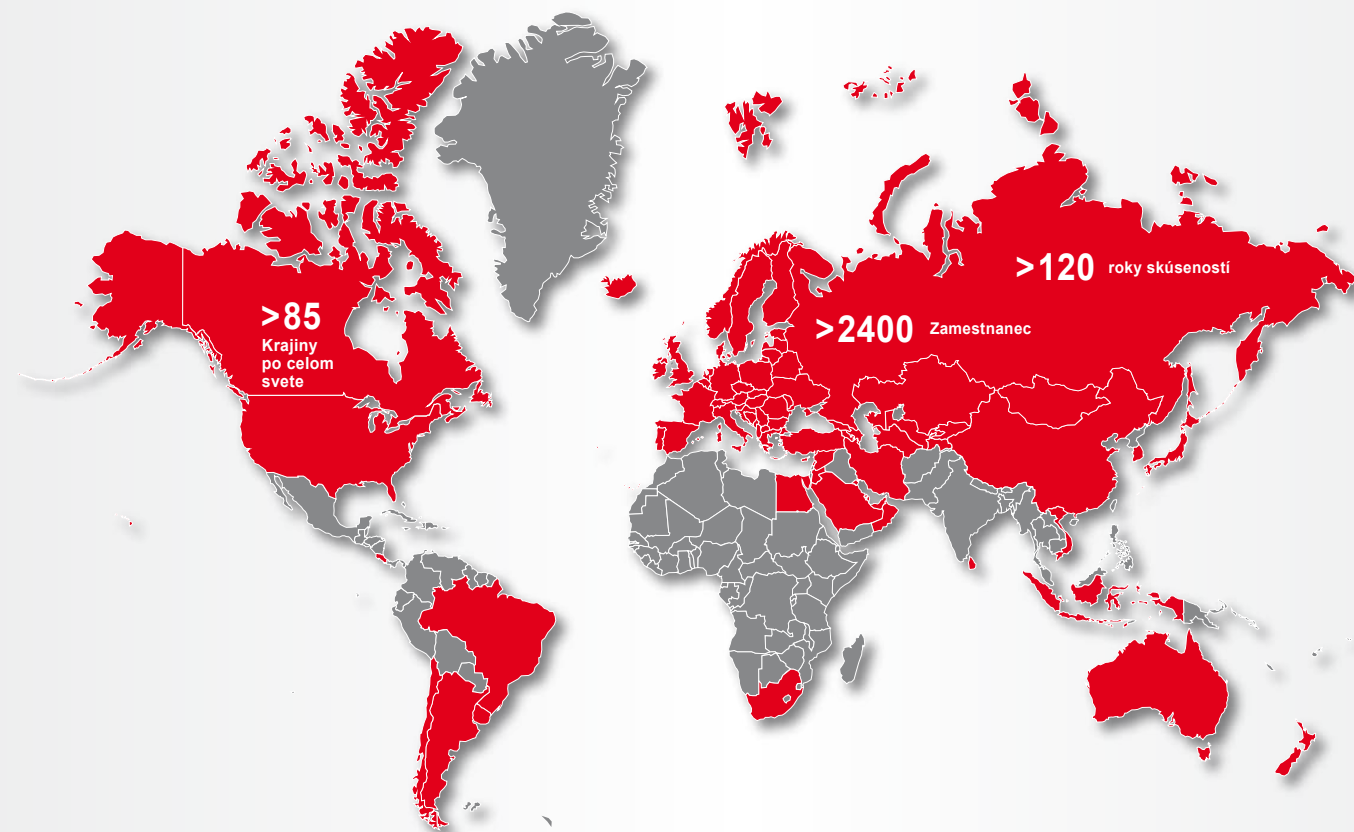 >85
Krajiny
po celom
svete
>120 roky skúseností
>2400 Zamestnanec